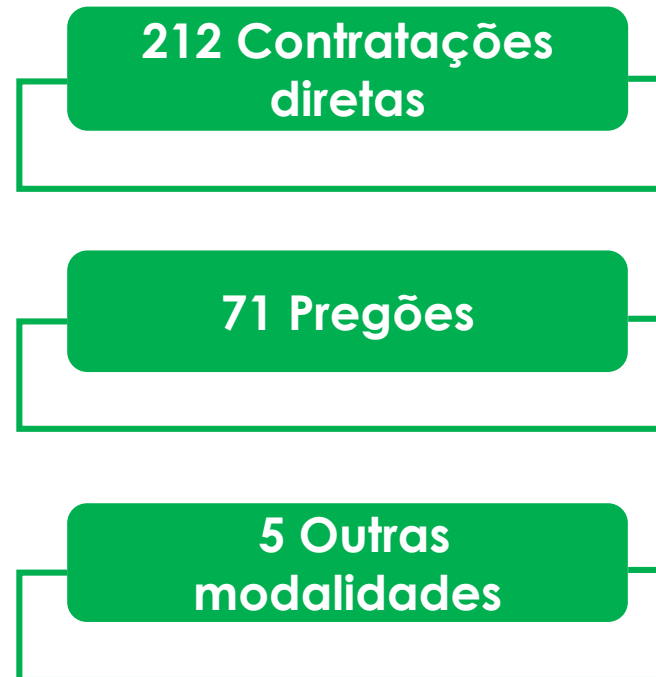 212 Contratações
diretas
71 Pregões
5 Outras
modalidades